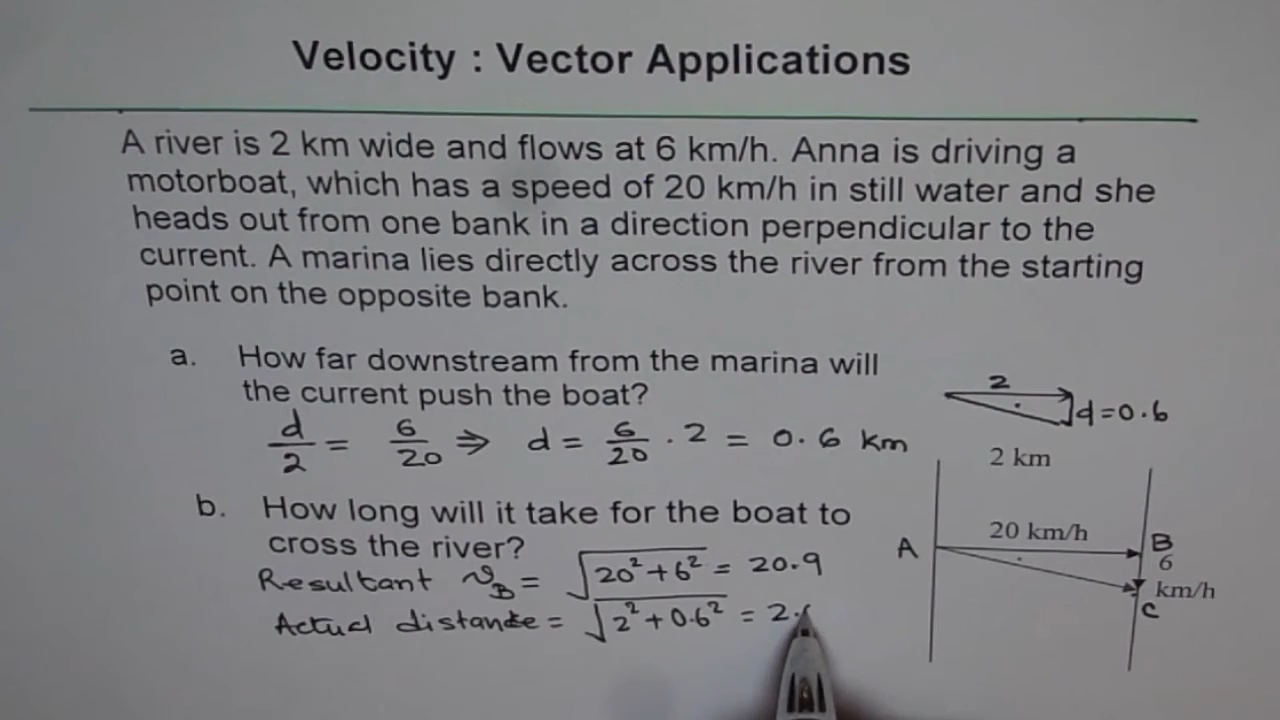 Velocity : Vector Applications
A river is 2 km wide and flows at 6 km/h. Anna is driving a
motorboat, which has a speed of 20 km/h in still water and she
heads out from one bank in a direction perpendicular to the
current. A marina lies directly across the river from the starting
point on the opposite bank.
a. How far downstream from the marina will
the current push the boat?
d/2 = 6/20 ⇒ d = 6/20 · 2 = 0.6 km
2
d=0.6
2 km
b. How long will it take for the boat to
cross the river?
Resultant v_B = √(20² + 6²) = 20.9
Actual distance = √(2² + 0.6²) = 2.
A
20 km/h
B
6
km/h
C